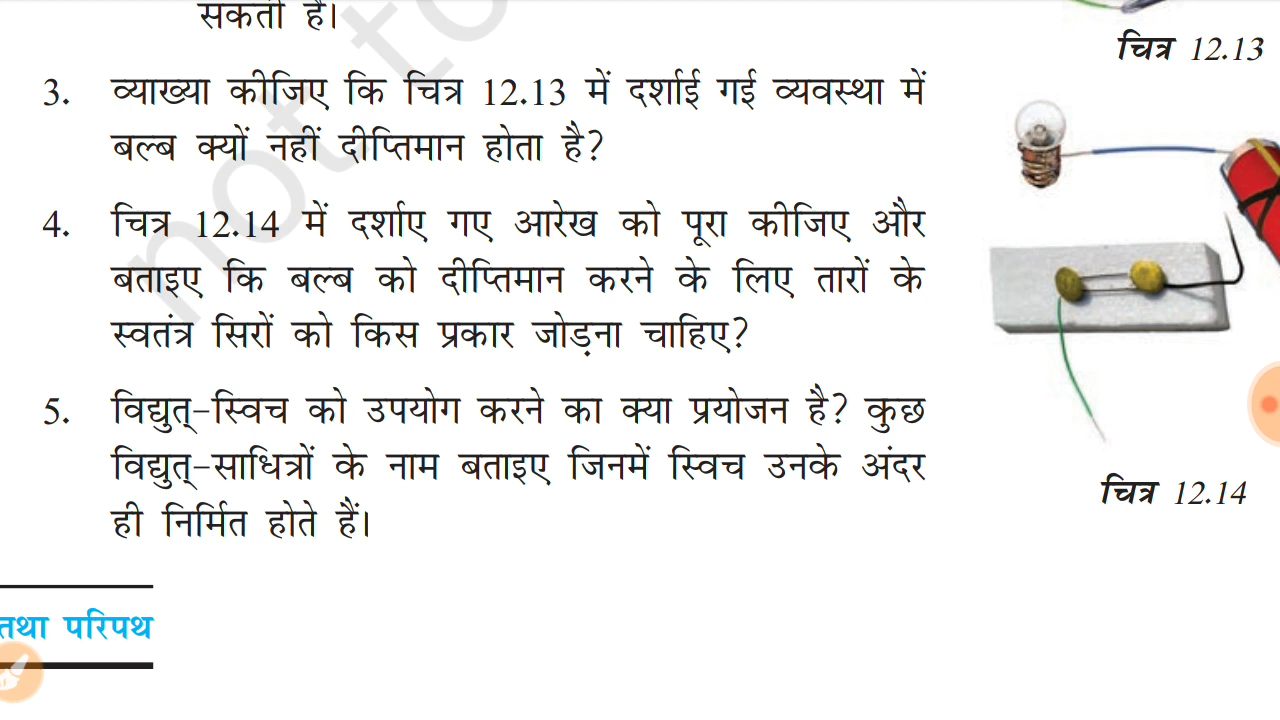 सकती है।
चित्र 12.13
3. व्याख्या कीजिए कि चित्र 12.13 में दर्शाई गई व्यवस्था में
बल्ब क्यों नहीं दीप्तिमान होता है?
4. चित्र 12.14 में दर्शाए गए आरेख को पूरा कीजिए और
बताइए कि बल्ब को दीप्तिमान करने के लिए तारों के
स्वतंत्र सिरों को किस प्रकार जोड़ना चाहिए?
5. विद्युत्-स्विच को उपयोग करने का क्या प्रयोजन है? कुछ
विद्युत्-साधित्रों के नाम बताइए जिनमें स्विच उनके अंदर
ही निर्मित होते हैं।
चित्र 12.14
तथा परिपथ
not to